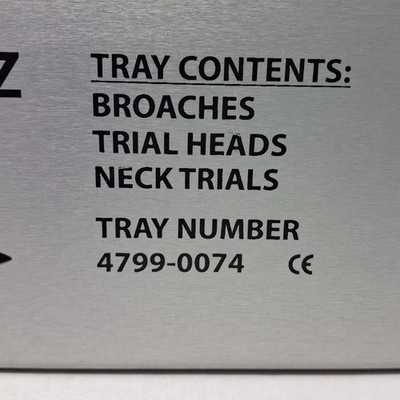 Z
TRAY CONTENTS:
BROACHES
TRIAL HEADS
NECK TRIALS
TRAY NUMBER
4799-0074 CE